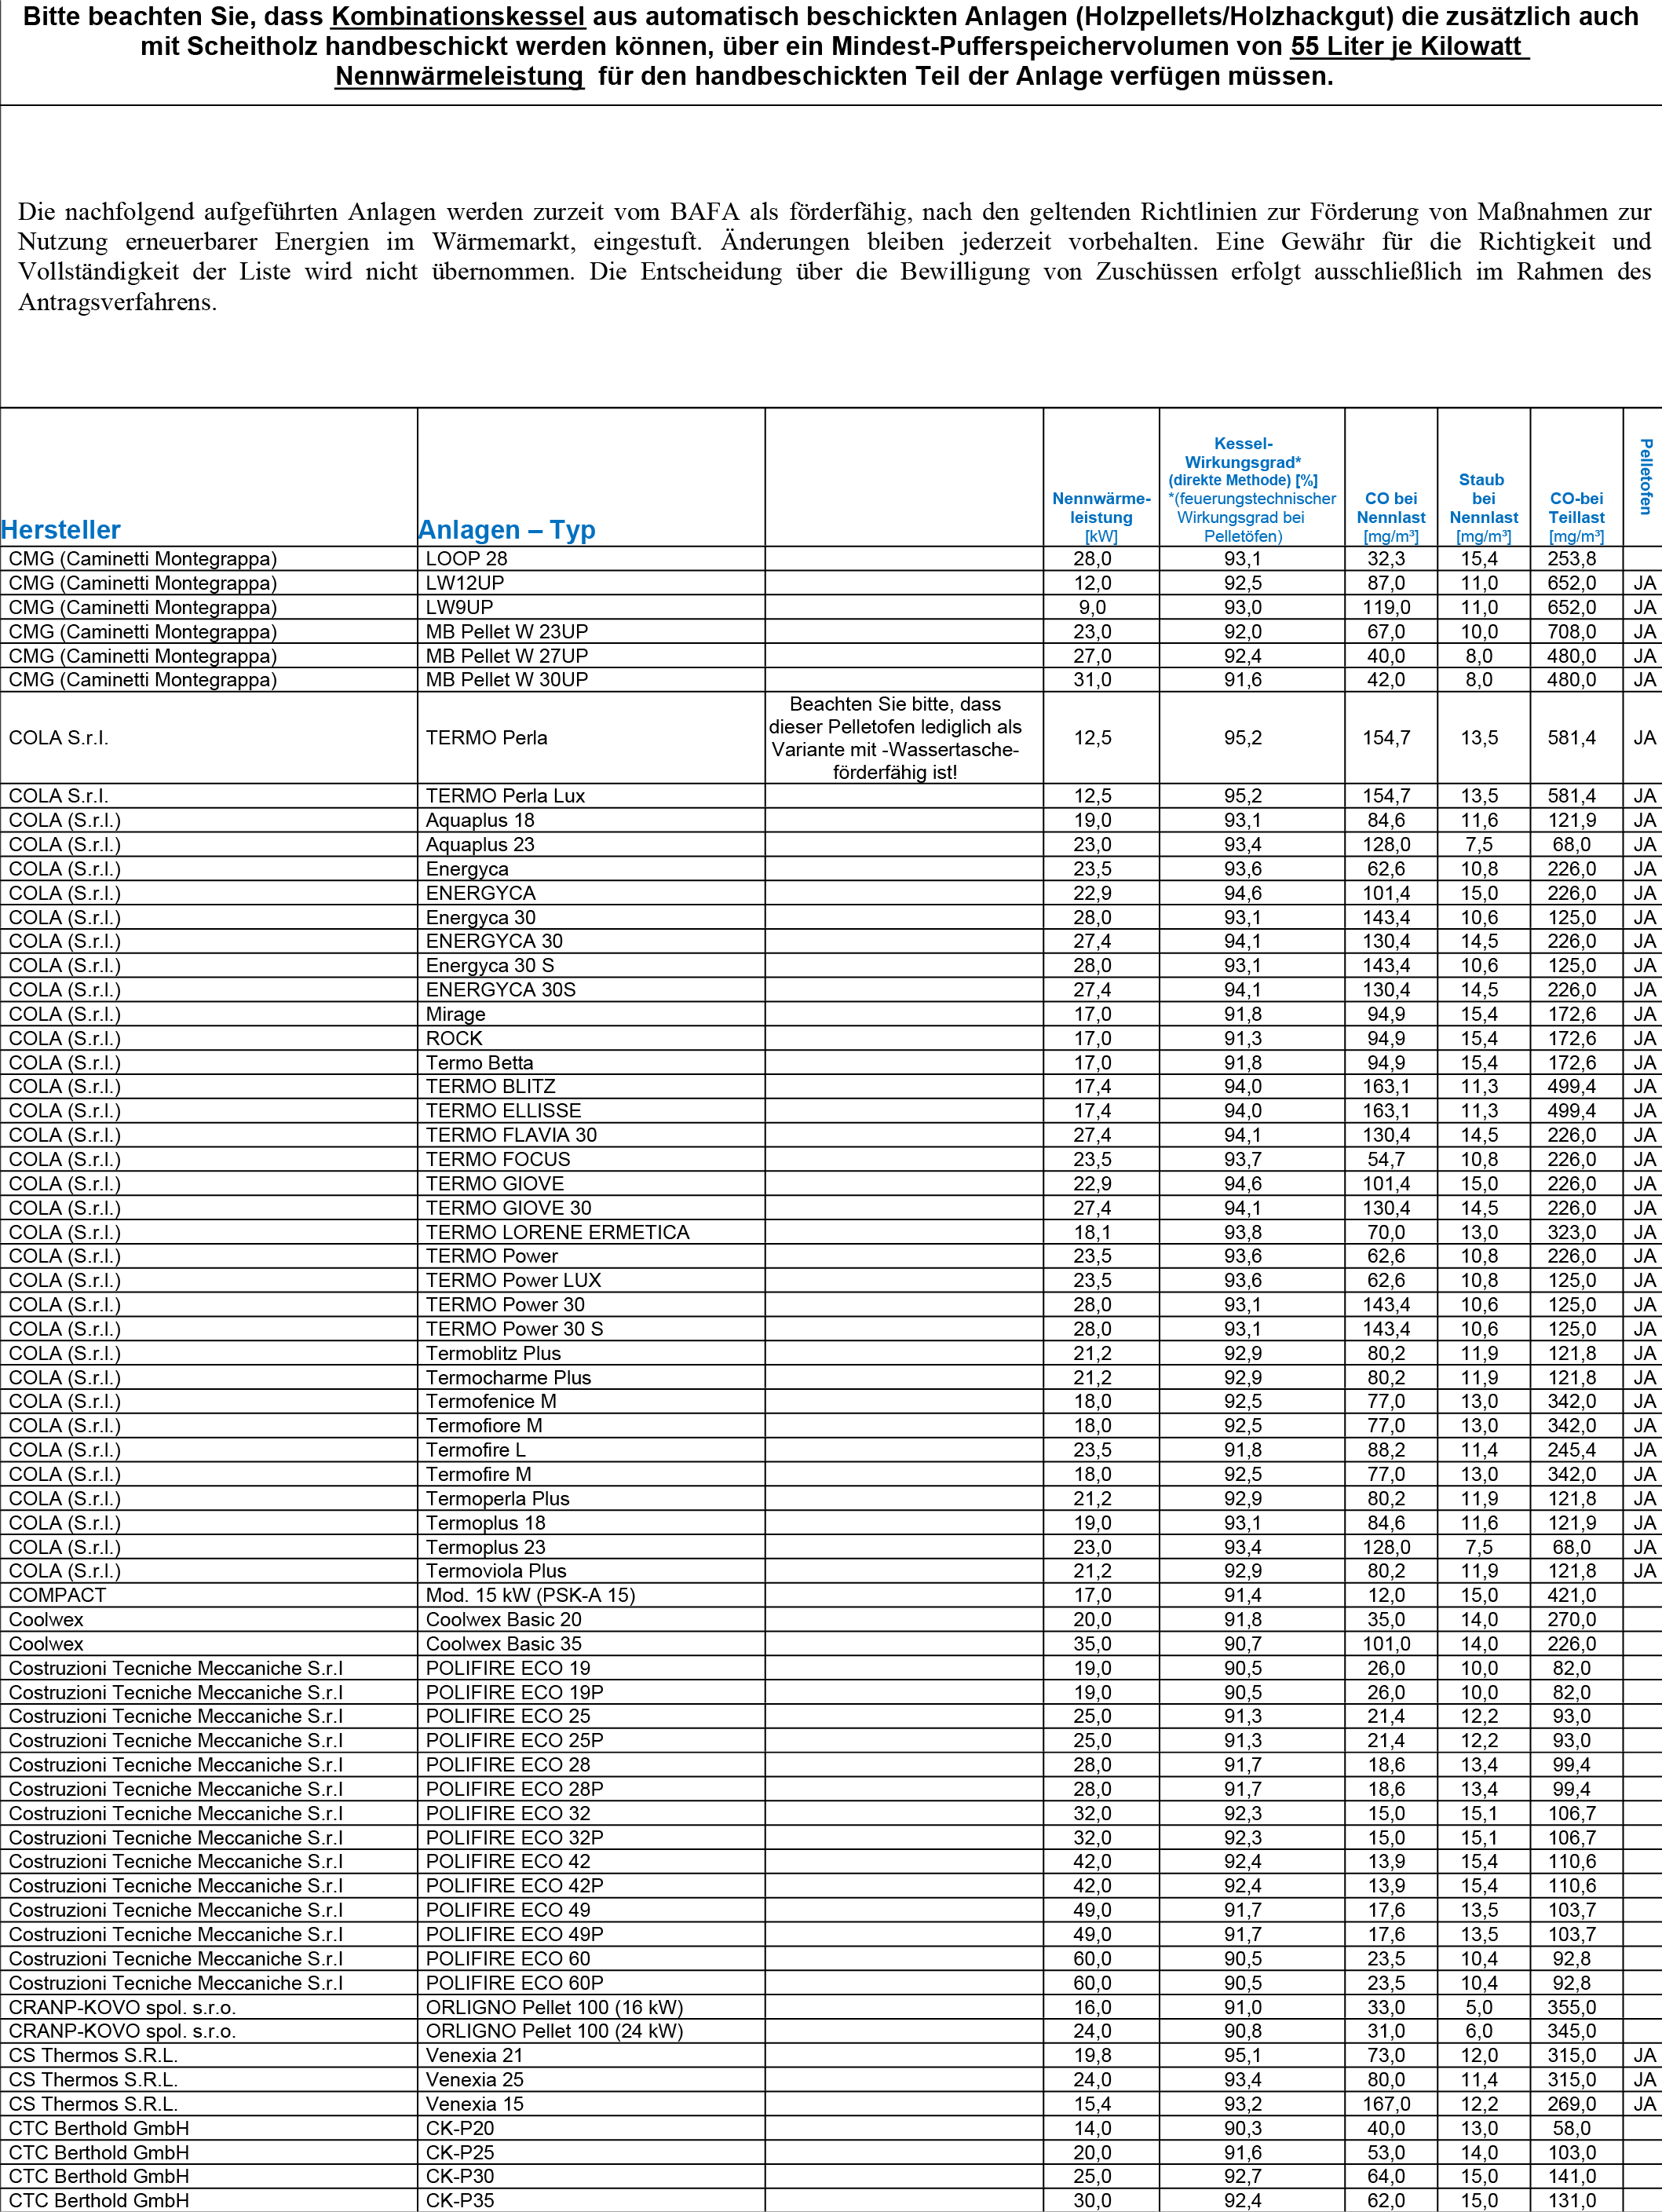 Bitte beachten Sie, dass Kombinationskessel aus automatisch beschickten Anlagen (Holzpellets/Holzhackgut) die zusätzlich auch
mit Scheitholz handbeschickt werden können, über ein Mindest-Pufferspeichervolumen von 55 Liter je Kilowatt
Nennwärmeleistung für den handbeschickten Teil der Anlage verfügen müssen.
Die nachfolgend aufgeführten Anlagen werden zurzeit vom BAFA als förderfähig, nach den geltenden Richtlinien zur Förderung von Maßnahmen zur
Nutzung erneuerbarer Energien im Wärmemarkt, eingestuft. Änderungen bleiben jederzeit vorbehalten. Eine Gewähr für die Richtigkeit und
Vollständigkeit der Liste wird nicht übernommen. Die Entscheidung über die Bewilligung von Zuschüssen erfolgt ausschließlich im Rahmen des
Antragsverfahrens.
Hersteller
Anlagen – Typ
Nennwärme-
leistung
[kW]
Kessel-
Wirkungsgrad*
(direkte Methode) [%]
*(feuerungstechnischer
Wirkungsgrad bei
Pelletöfen)
CO bei
Nennlast
[mg/m³]
Staub
bei
Nennlast
[mg/m³]
CO-bei
Teillast
[mg/m³]
Pelletofen
CMG (Caminetti Montegrappa) LOOP 28 28,0 93,1 32,3 15,4 253,8
CMG (Caminetti Montegrappa) LW12UP 12,0 92,5 87,0 11,0 652,0 JA
CMG (Caminetti Montegrappa) LW9UP 9,0 93,0 119,0 11,0 652,0 JA
CMG (Caminetti Montegrappa) MB Pellet W 23UP 23,0 92,0 67,0 10,0 708,0 JA
CMG (Caminetti Montegrappa) MB Pellet W 27UP 27,0 92,4 40,0 8,0 480,0 JA
CMG (Caminetti Montegrappa) MB Pellet W 30UP 31,0 91,6 42,0 8,0 480,0 JA
Beachten Sie bitte, dass
dieser Pelletofen lediglich als
Variante mit -Wassertasche-
förderfähig ist!
COLA S.r.l. TERMO Perla 12,5 95,2 154,7 13,5 581,4 JA
COLA S.r.l. TERMO Perla Lux 12,5 95,2 154,7 13,5 581,4 JA
COLA (S.r.l.) Aquaplus 18 19,0 93,1 84,6 11,6 121,9 JA
COLA (S.r.l.) Aquaplus 23 23,0 93,4 128,0 7,5 68,0 JA
COLA (S.r.l.) Energyca 23,5 93,6 62,6 10,8 226,0 JA
COLA (S.r.l.) ENERGYCA 22,9 94,6 101,4 15,0 226,0 JA
COLA (S.r.l.) Energyca 30 28,0 93,1 143,4 10,6 125,0 JA
COLA (S.r.l.) ENERGYCA 30 27,4 94,1 130,4 14,5 226,0 JA
COLA (S.r.l.) Energyca 30 S 28,0 93,1 143,4 10,6 125,0 JA
COLA (S.r.l.) ENERGYCA 30S 27,4 94,1 130,4 14,5 226,0 JA
COLA (S.r.l.) Mirage 17,0 91,8 94,9 15,4 172,6 JA
COLA (S.r.l.) ROCK 17,0 91,3 94,9 15,4 172,6 JA
COLA (S.r.l.) Termo Betta 17,0 91,8 94,9 15,4 172,6 JA
COLA (S.r.l.) TERMO BLITZ 17,4 94,0 163,1 11,3 499,4 JA
COLA (S.r.l.) TERMO ELLISSE 17,4 94,0 163,1 11,3 499,4 JA
COLA (S.r.l.) TERMO FLAVIA 30 27,4 94,1 130,4 14,5 226,0 JA
COLA (S.r.l.) TERMO FOCUS 23,5 93,7 54,7 10,8 226,0 JA
COLA (S.r.l.) TERMO GIOVE 22,9 94,6 101,4 15,0 226,0 JA
COLA (S.r.l.) TERMO GIOVE 30 27,4 94,1 130,4 14,5 226,0 JA
COLA (S.r.l.) TERMO LORENE ERMETICA 18,1 93,8 70,0 13,0 323,0 JA
COLA (S.r.l.) TERMO Power 23,5 93,6 62,6 10,8 226,0 JA
COLA (S.r.l.) TERMO Power LUX 23,5 93,6 62,6 10,8 125,0 JA
COLA (S.r.l.) TERMO Power 30 28,0 93,1 143,4 10,6 125,0 JA
COLA (S.r.l.) TERMO Power 30 S 28,0 93,1 143,4 10,6 125,0 JA
COLA (S.r.l.) Termoblitz Plus 21,2 92,9 80,2 11,9 121,8 JA
COLA (S.r.l.) Termocharme Plus 21,2 92,9 80,2 11,9 121,8 JA
COLA (S.r.l.) Termofenice M 18,0 92,5 77,0 13,0 342,0 JA
COLA (S.r.l.) Termofiore M 18,0 92,5 77,0 13,0 342,0 JA
COLA (S.r.l.) Termofire L 23,5 91,8 88,2 11,4 245,4 JA
COLA (S.r.l.) Termofire M 18,0 92,5 77,0 13,0 342,0 JA
COLA (S.r.l.) Termoperla Plus 21,2 92,9 80,2 11,9 121,8 JA
COLA (S.r.l.) Termoplus 18 19,0 93,1 84,6 11,6 121,9 JA
COLA (S.r.l.) Termoplus 23 23,0 93,4 128,0 7,5 68,0 JA
COLA (S.r.l.) Termoviola Plus 21,2 92,9 80,2 11,9 121,8 JA
COMPACT Mod. 15 kW (PSK-A 15) 17,0 91,4 12,0 15,0 421,0
Coolwex Coolwex Basic 20 20,0 91,8 35,0 14,0 270,0
Coolwex Coolwex Basic 35 35,0 90,7 101,0 14,0 226,0
Costruzioni Tecniche Meccaniche S.r.l POLIFIRE ECO 19 19,0 90,5 26,0 10,0 82,0
Costruzioni Tecniche Meccaniche S.r.l POLIFIRE ECO 19P 19,0 90,5 26,0 10,0 82,0
Costruzioni Tecniche Meccaniche S.r.l POLIFIRE ECO 25 25,0 91,3 21,4 12,2 93,0
Costruzioni Tecniche Meccaniche S.r.l POLIFIRE ECO 25P 25,0 91,3 21,4 12,2 93,0
Costruzioni Tecniche Meccaniche S.r.l POLIFIRE ECO 28 28,0 91,7 18,6 13,4 99,4
Costruzioni Tecniche Meccaniche S.r.l POLIFIRE ECO 28P 28,0 91,7 18,6 13,4 99,4
Costruzioni Tecniche Meccaniche S.r.l POLIFIRE ECO 32 32,0 92,3 15,0 15,1 106,7
Costruzioni Tecniche Meccaniche S.r.l POLIFIRE ECO 32P 32,0 92,3 15,0 15,1 106,7
Costruzioni Tecniche Meccaniche S.r.l POLIFIRE ECO 42 42,0 92,4 13,9 15,4 110,6
Costruzioni Tecniche Meccaniche S.r.l POLIFIRE ECO 42P 42,0 92,4 13,9 15,4 110,6
Costruzioni Tecniche Meccaniche S.r.l POLIFIRE ECO 49 49,0 91,7 17,6 13,5 103,7
Costruzioni Tecniche Meccaniche S.r.l POLIFIRE ECO 49P 49,0 91,7 17,6 13,5 103,7
Costruzioni Tecniche Meccaniche S.r.l POLIFIRE ECO 60 60,0 90,5 23,5 10,4 92,8
Costruzioni Tecniche Meccaniche S.r.l POLIFIRE ECO 60P 60,0 90,5 23,5 10,4 92,8
CRANP-KOVO spol. s.r.o. ORLIGNO Pellet 100 (16 kW) 16,0 91,0 33,0 5,0 355,0
CRANP-KOVO spol. s.r.o. ORLIGNO Pellet 100 (24 kW) 24,0 90,8 31,0 6,0 345,0
CS Thermos S.R.L. Venexia 21 19,8 95,1 73,0 12,0 315,0 JA
CS Thermos S.R.L. Venexia 25 24,0 93,4 80,0 11,4 315,0 JA
CS Thermos S.R.L. Venexia 15 15,4 93,2 167,0 12,2 269,0 JA
CTC Berthold GmbH CK-P20 14,0 90,3 40,0 13,0 58,0
CTC Berthold GmbH CK-P25 20,0 91,6 53,0 14,0 103,0
CTC Berthold GmbH CK-P30 25,0 92,7 64,0 15,0 141,0
CTC Berthold GmbH CK-P35 30,0 92,4 62,0 15,0 131,0